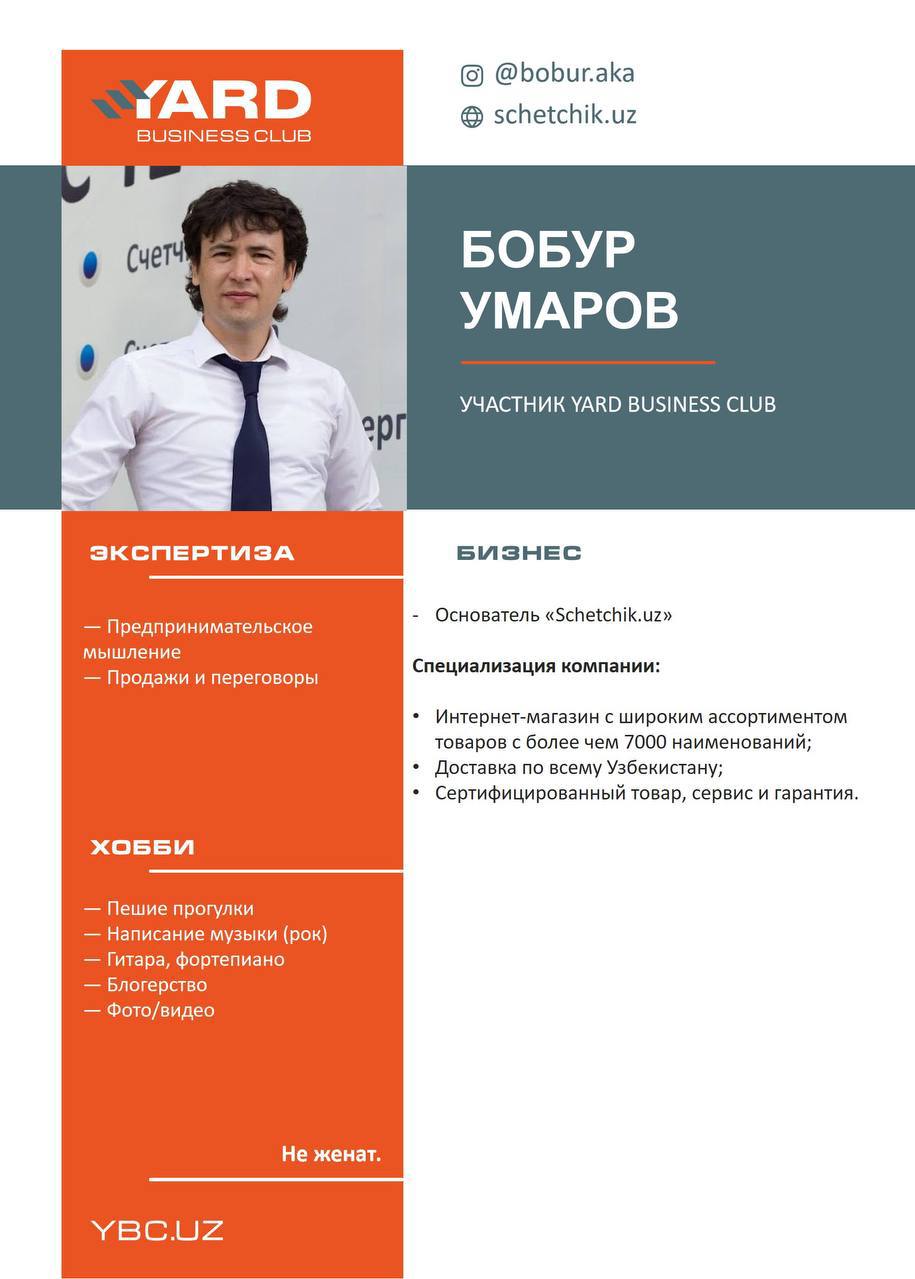 YARD
BUSINESS CLUB
@bobur.aka
schetchik.uz
Счетч
Счет
ерг
БОБУР
УМАРОВ
УЧАСТНИК YARD BUSINESS CLUB
ЭКСПЕРТИЗА
— Предпринимательское
мышление
— Продажи и переговоры
ХОББИ
— Пешие прогулки
— Написание музыки (рок)
— Гитара, фортепиано
— Блогерство
— Фото/видео
Не женат.
YBC.UZ
БИЗНЕС
- Основатель «Schetchik.uz»
Специализация компании:
• Интернет-магазин с широким ассортиментом
товаров с более чем 7000 наименований;
• Доставка по всему Узбекистану;
• Сертифицированный товар, сервис и гарантия.